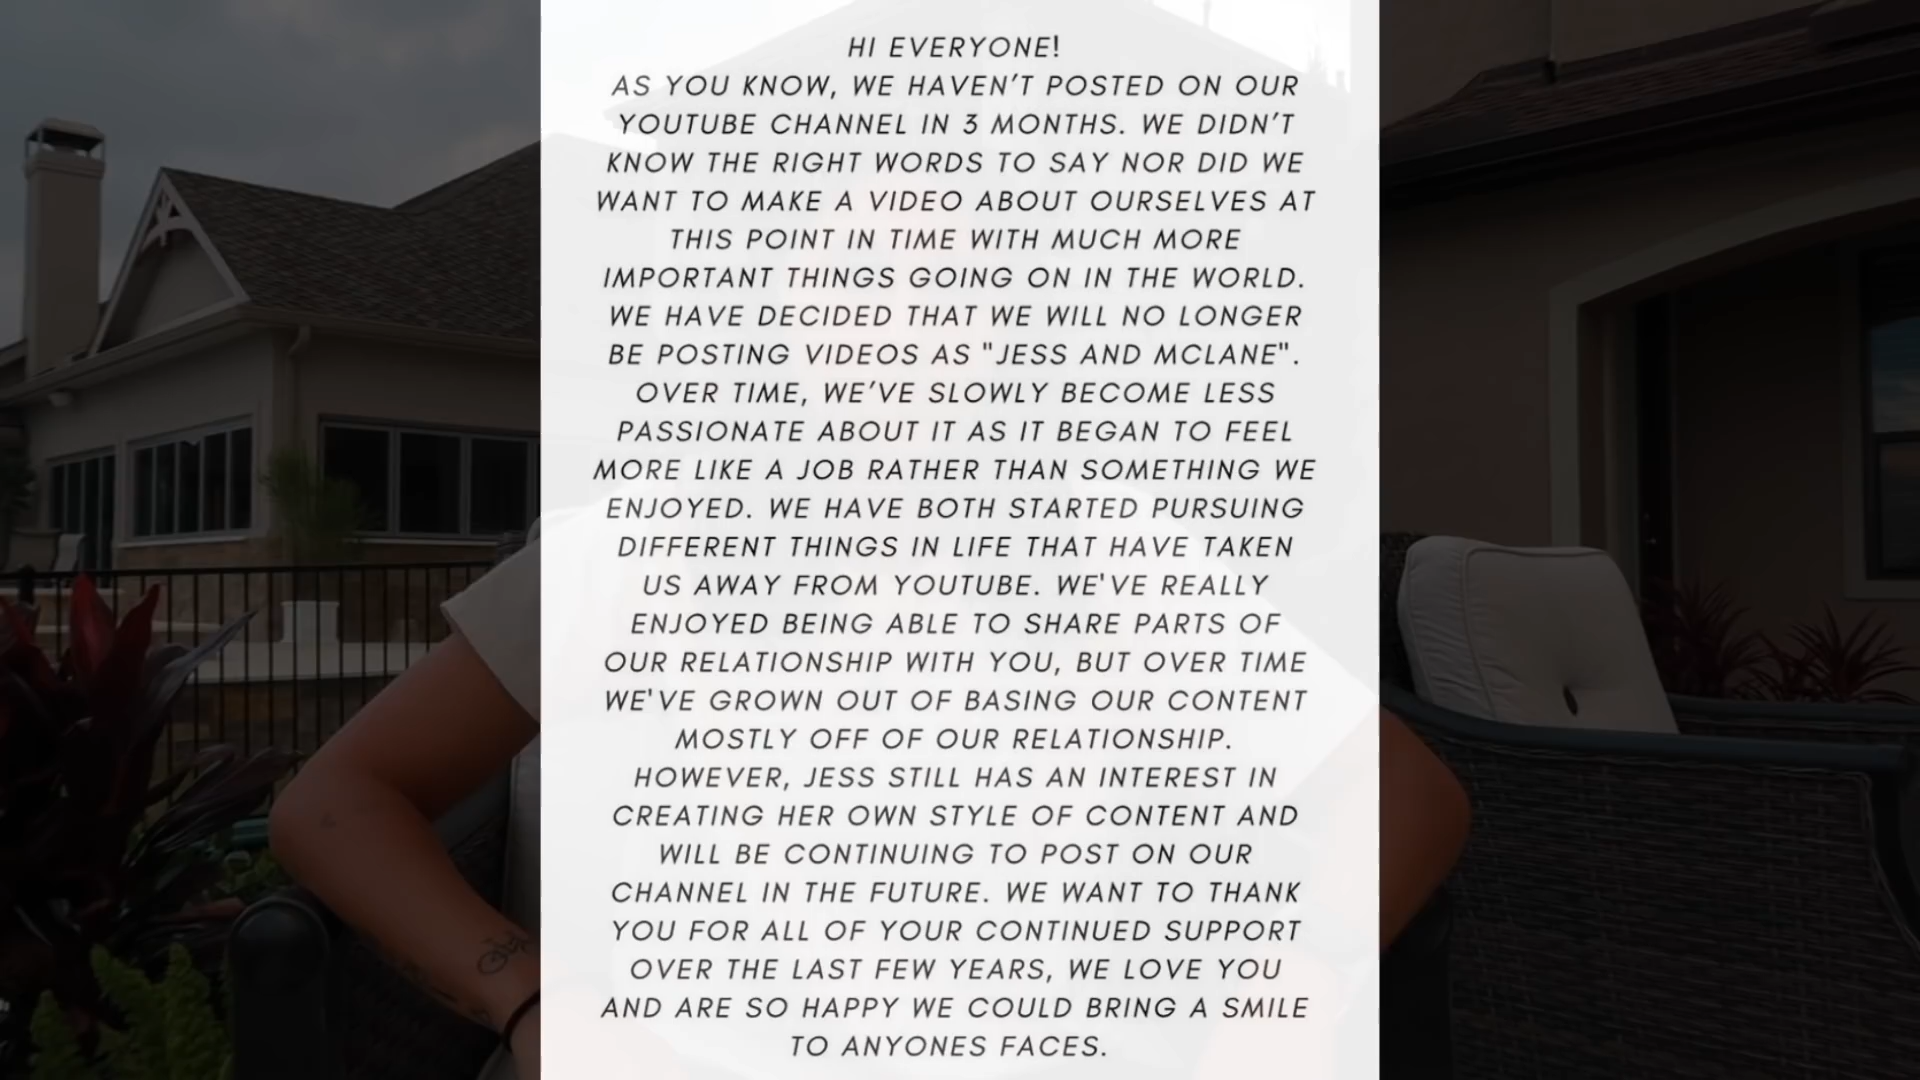 HI EVERYONE!
AS YOU KNOW, WE HAVEN'T POSTED ON OUR
YOUTUBE CHANNEL IN 3 MONTHS. WE DIDN'T
KNOW THE RIGHT WORDS TO SAY NOR DID WE
WANT TO MAKE A VIDEO ABOUT OURSELVES AT
THIS POINT IN TIME WITH MUCH MORE
IMPORTANT THINGS GOING ON IN THE WORLD.
WE HAVE DECIDED THAT WE WILL NO LONGER
BE POSTING VIDEOS AS "JESS AND MCLANE".
OVER TIME, WE'VE SLOWLY BECOME LESS
PASSIONATE ABOUT IT AS IT BEGAN TO FEEL
MORE LIKE A JOB RATHER THAN SOMETHING WE
ENJOYED. WE HAVE BOTH STARTED PURSUING
DIFFERENT THINGS IN LIFE THAT HAVE TAKEN
US AWAY FROM YOUTUBE. WE'VE REALLY
ENJOYED BEING ABLE TO SHARE PARTS OF
OUR RELATIONSHIP WITH YOU, BUT OVER TIME
WE'VE GROWN OUT OF BASING OUR CONTENT
MOSTLY OFF OF OUR RELATIONSHIP.
HOWEVER, JESS STILL HAS AN INTEREST IN
CREATING HER OWN STYLE OF CONTENT AND
WILL BE CONTINUING TO POST ON OUR
CHANNEL IN THE FUTURE. WE WANT TO THANK
YOU FOR ALL OF YOUR CONTINUED SUPPORT
OVER THE LAST FEW YEARS, WE LOVE YOU
AND ARE SO HAPPY WE COULD BRING A SMILE
TO ANYONES FACES.